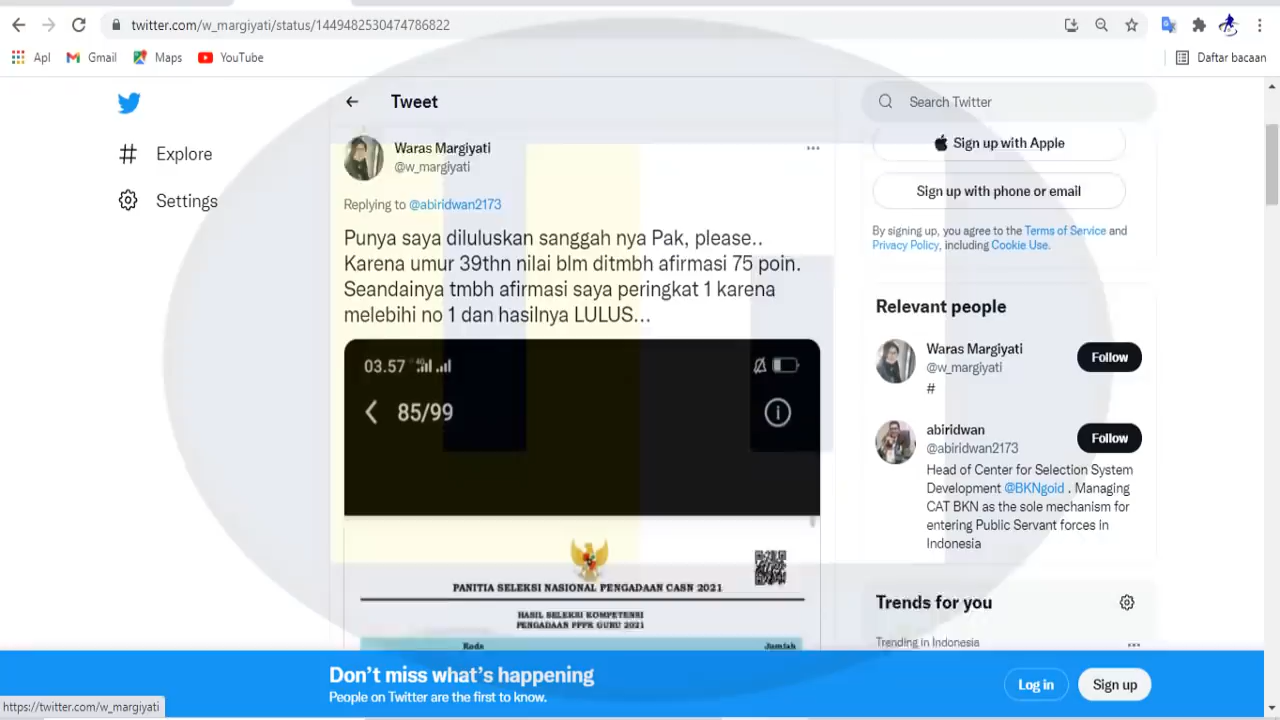 twitter.com/w_margiyati/status/1449482530474786822
Apl
Gmail
Maps
YouTube
Daftar bacaan
Explore
Settings
Tweet
Waras Margiyati
@w_margiyati
Replying to @abiridwan2173
Punya saya diluluskan sanggah nya Pak, please..
Karena umur 39thn nilai blm ditmbh afirmasi 75 poin.
Seandainya tmbh afirmasi saya peringkat 1 karena
melebihi no 1 dan hasilnya LULUS...
03.57 4G
85/99
PANITIA SELEKSI NASIONAL PENGADAAN CASN 2021
HASIL SELEKSI KOMPETENSI
PENGADAAN PPPK GURU 2021
Kode
Jumlah
Search Twitter
Sign up with Apple
Sign up with phone or email
By signing up, you agree to the Terms of Service and
Privacy Policy, including Cookie Use.
Relevant people
Waras Margiyati
@w_margiyati
Follow
#
abiridwan
@abiridwan2173
Follow
Head of Center for Selection System
Development @BKNgoid . Managing
CAT BKN as the sole mechanism for
entering Public Servant forces in
Indonesia
Trends for you
Trending in Indonesia
Don't miss what's happening
People on Twitter are the first to know.
Log in
Sign up
https://twitter.com/w_margiyati